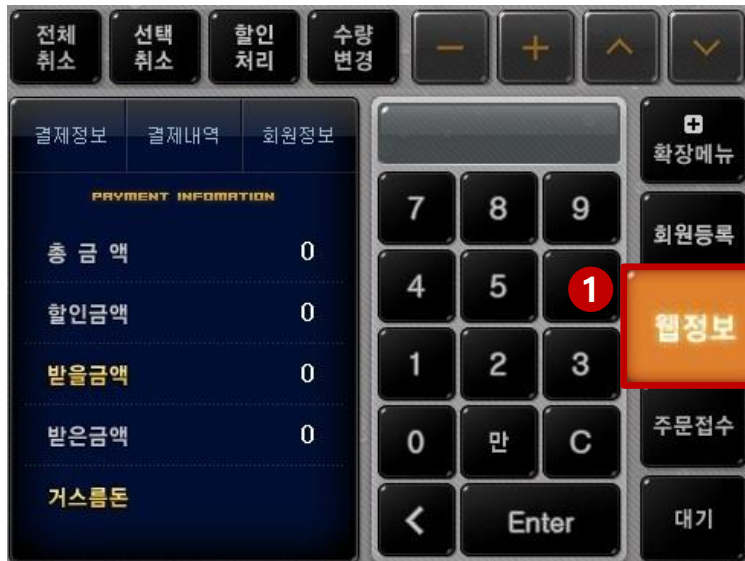 전체
취소
선택
취소
할인
처리
수량
변경
결제정보 결제내역 회원정보
PAYMENT INFOMATION
총 금 액 0
할인금액 0
받을금액 0
받은금액 0
거스름돈
7 8 9
4 5
1 2 3
0 만 C
Enter
확장메뉴
회원등록
1
웹정보
주문접수
대기